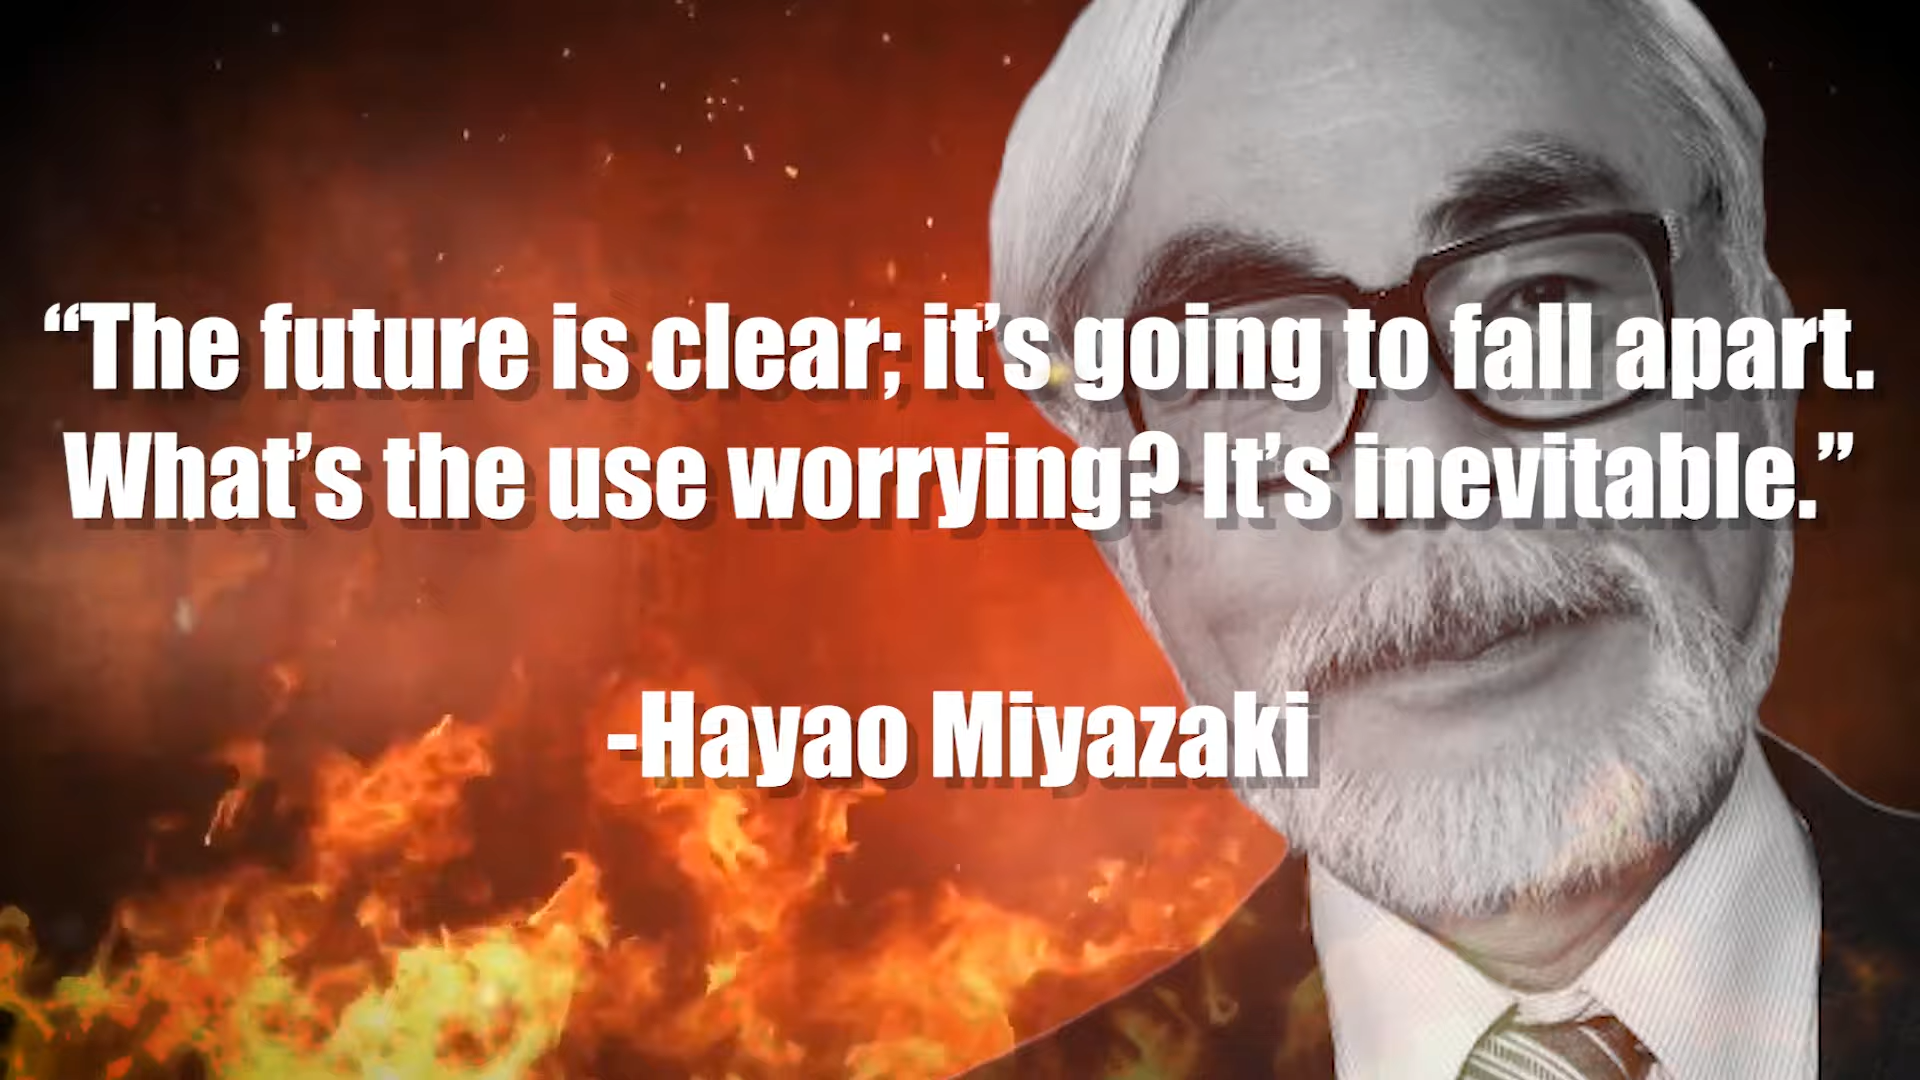 “The future is clear; it’s going to fall apart.
What’s the use worrying? It’s inevitable.”
-Hayao Miyazaki